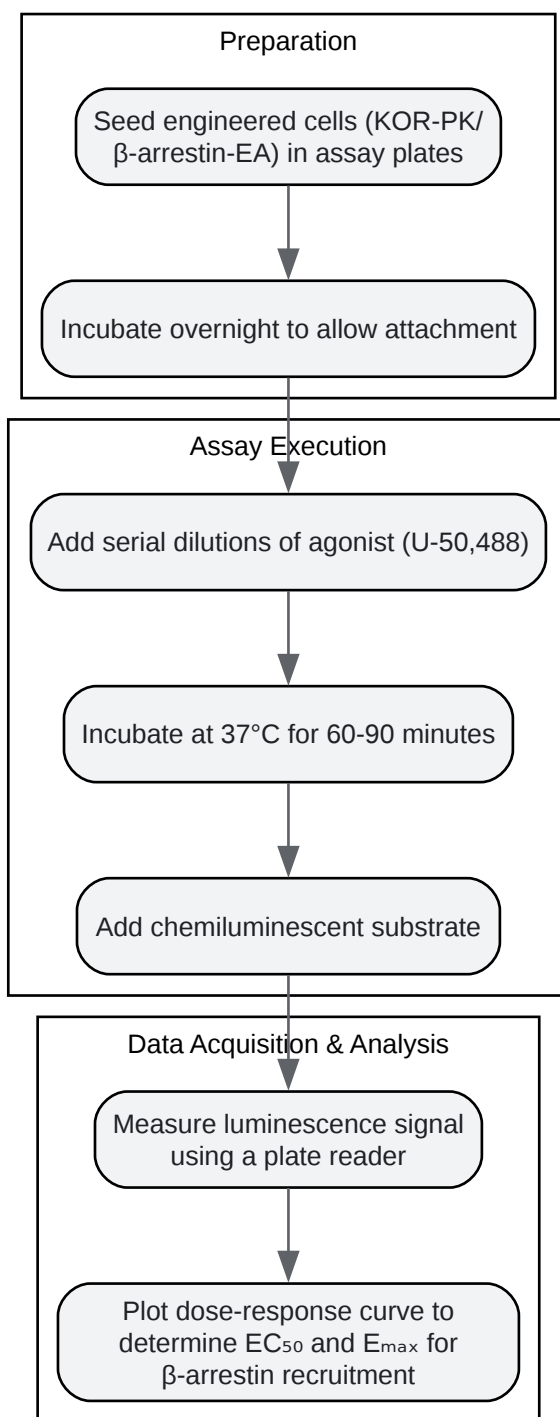 Preparation
Seed engineered cells (KOR-PK/
β-arrestin-EA) in assay plates
Incubate overnight to allow attachment
Assay Execution
Add serial dilutions of agonist (U-50,488)
Incubate at 37°C for 60-90 minutes
Add chemiluminescent substrate
Data Acquisition & Analysis
Measure luminescence signal
using a plate reader
Plot dose-response curve to
determine EC₅₀ and Eₘₐₓ for
β-arrestin recruitment